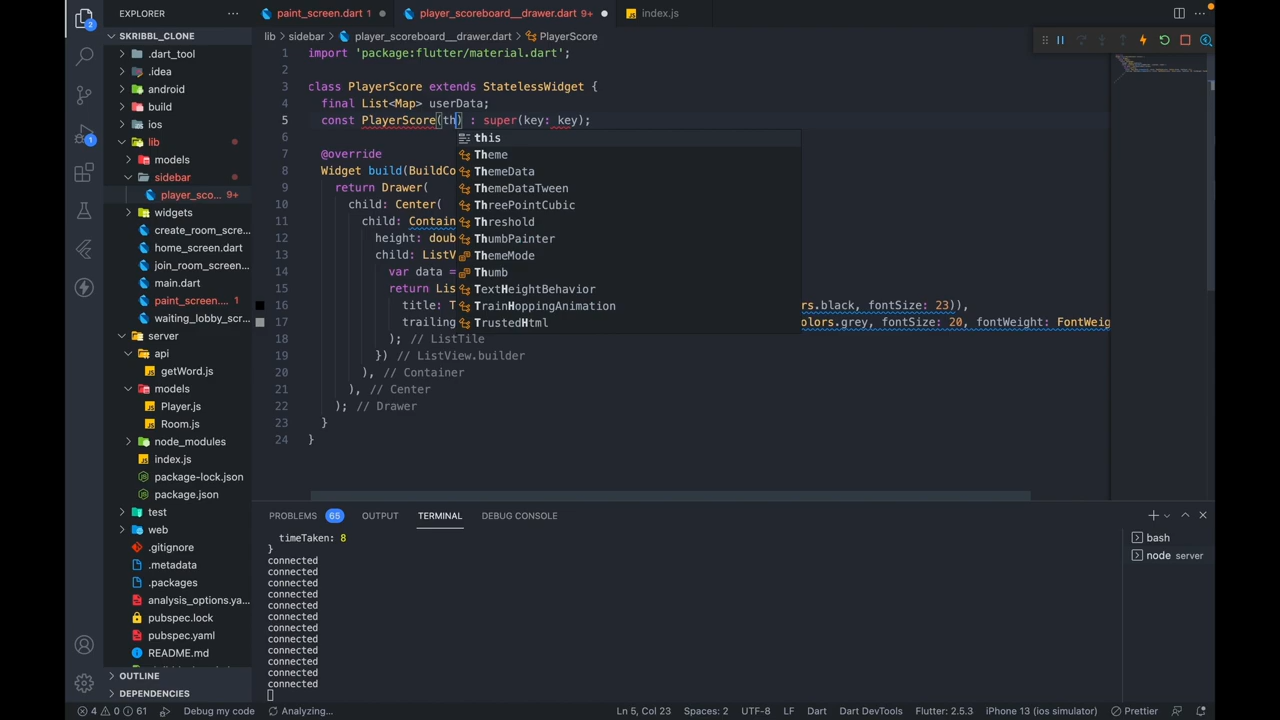 EXPLORER
SKRIBBL_CLONE
.dart_tool
.idea
android
build
ios
lib
models
sidebar
player_sco... 9+
widgets
create_room_scre...
home_screen.dart
join_room_screen...
main.dart
paint_screen.... 1
waiting_lobby_scr...
server
api
getWord.js
models
Player.js
Room.js
node_modules
index.js
package-lock.json
package.json
test
web
.gitignore
.metadata
.packages
analysis_options.ya...
pubspec.lock
pubspec.yaml
README.md
OUTLINE
DEPENDENCIES
paint_screen.dart 1
player_scoreboard__drawer.dart 9+
index.js
lib > sidebar > player_scoreboard__drawer.dart > PlayerScore
1 import 'package:flutter/material.dart';
2
3 class PlayerScore extends StatelessWidget {
4 final List<Map> userData;
5 const PlayerScore(th) : super(key: key);
6
7 @override
8 Widget build(BuildCo
9 return Drawer(
10 child: Center(
11 child: Contain
12 height: doub
13 child: ListV
14 var data =
15 return Lis
16 title: T rs.black, fontSize: 23)),
17 trailing olors.grey, fontSize: 20, fontWeight: FontWeig
18 ); // ListTile
19 }) // ListView.builder
20 ), // Container
21 ), // Center
22 ); // Drawer
23 }
24 }
this
Theme
ThemeData
ThemeDataTween
ThreePointCubic
Threshold
ThumbPainter
ThemeMode
Thumb
TextHeightBehavior
TrainHoppingAnimation
TrustedHtml
PROBLEMS 65 OUTPUT TERMINAL DEBUG CONSOLE
timeTaken: 8
}
connected
connected
connected
connected
connected
connected
connected
connected
connected
connected
connected
connected
bash
node server
4 0 61 Debug my code Analyzing... Ln 5, Col 23 Spaces: 2 UTF-8 LF Dart Dart DevTools Flutter: 2.5.3 iPhone 13 (ios simulator) Prettier
2
1